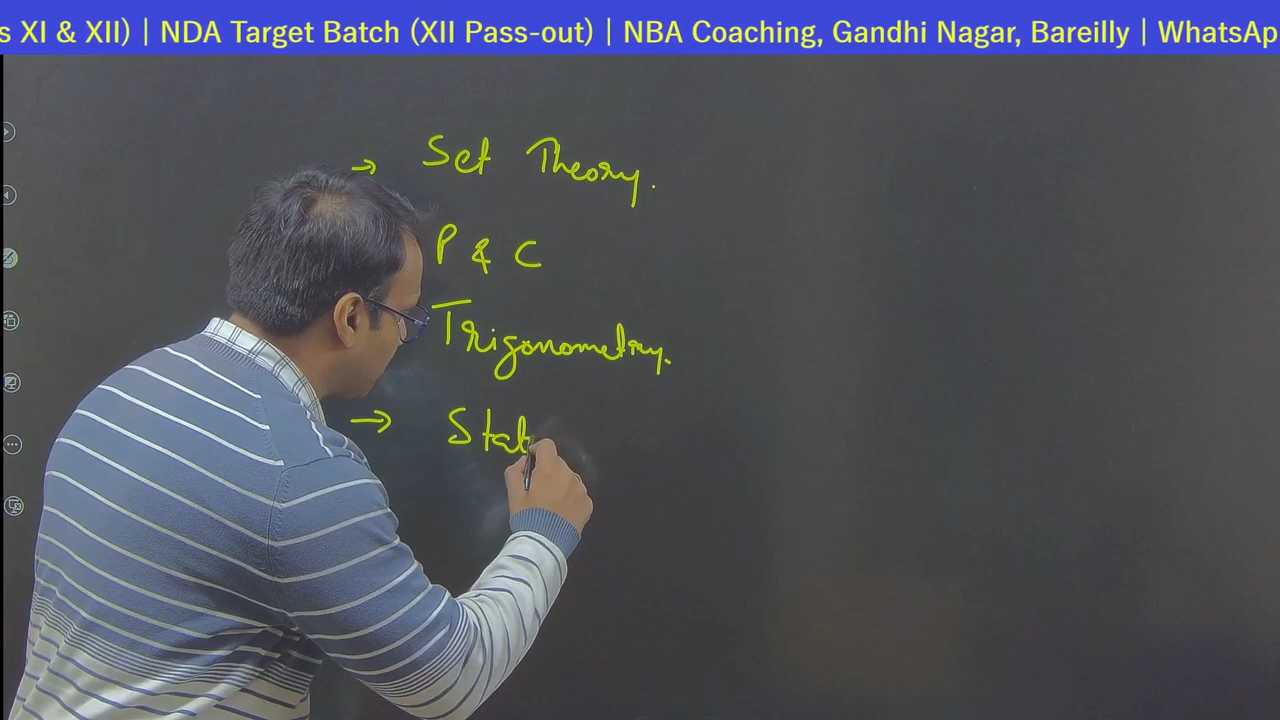 s XI & XII) | NDA Target Batch (XII Pass-out) | NBA Coaching, Gandhi Nagar, Bareilly | WhatsAp
→ Set Theory.
P & C
Trigonometry.
→ Stat